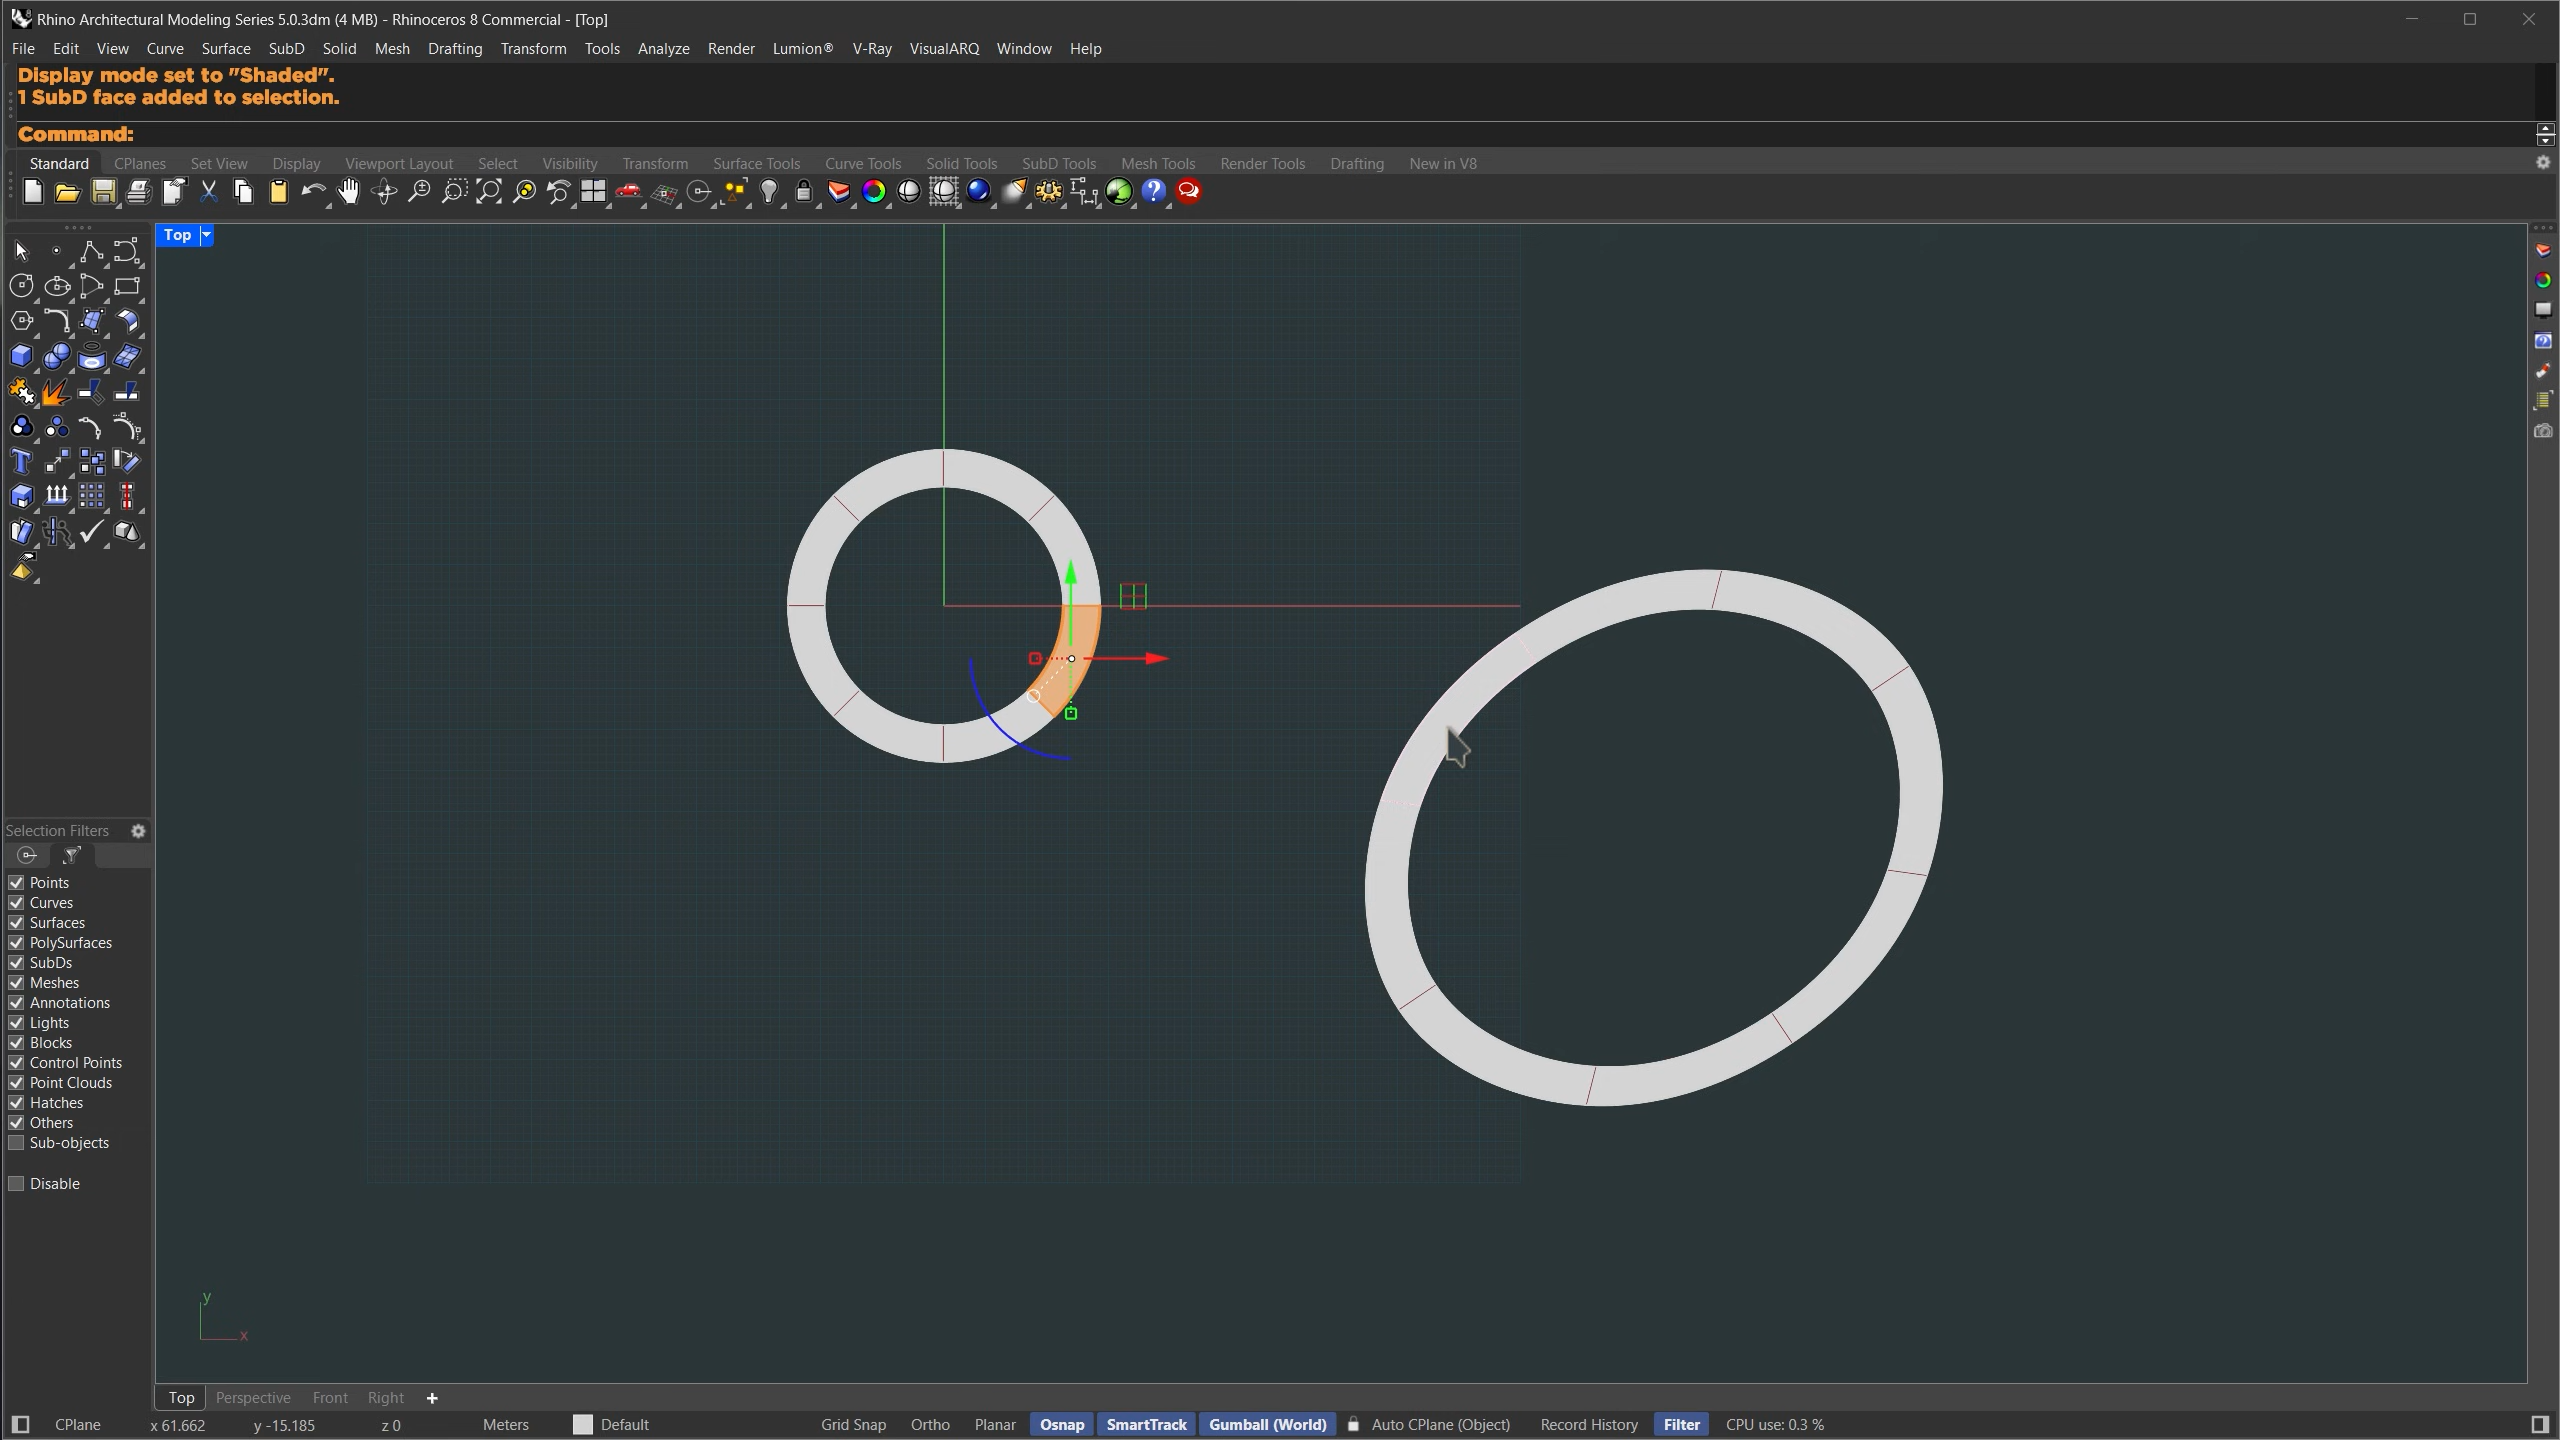 Rhino Architectural Modeling Series 5.0.3dm (4 MB) - Rhinoceros 8 Commercial - [Top]
File Edit View Curve Surface SubD Solid Mesh Drafting Transform Tools Analyze Render Lumion® V-Ray VisualARQ Window Help
Display mode set to "Shaded".
1 SubD face added to selection.
Command:
Standard CPlanes Set View Display Viewport Layout Select Visibility Transform Surface Tools Curve Tools Solid Tools SubD Tools Mesh Tools Render Tools Drafting New in V8
Top
Selection Filters
Points
Curves
Surfaces
PolySurfaces
SubDs
Meshes
Annotations
Lights
Blocks
Control Points
Point Clouds
Hatches
Others
Sub-objects
Disable
y
x
Top Perspective Front Right +
CPlane x 61.662 y -15.185 z 0 Meters Default Grid Snap Ortho Planar Osnap SmartTrack Gumball (World) Auto CPlane (Object) Record History Filter CPU use: 0.3 %